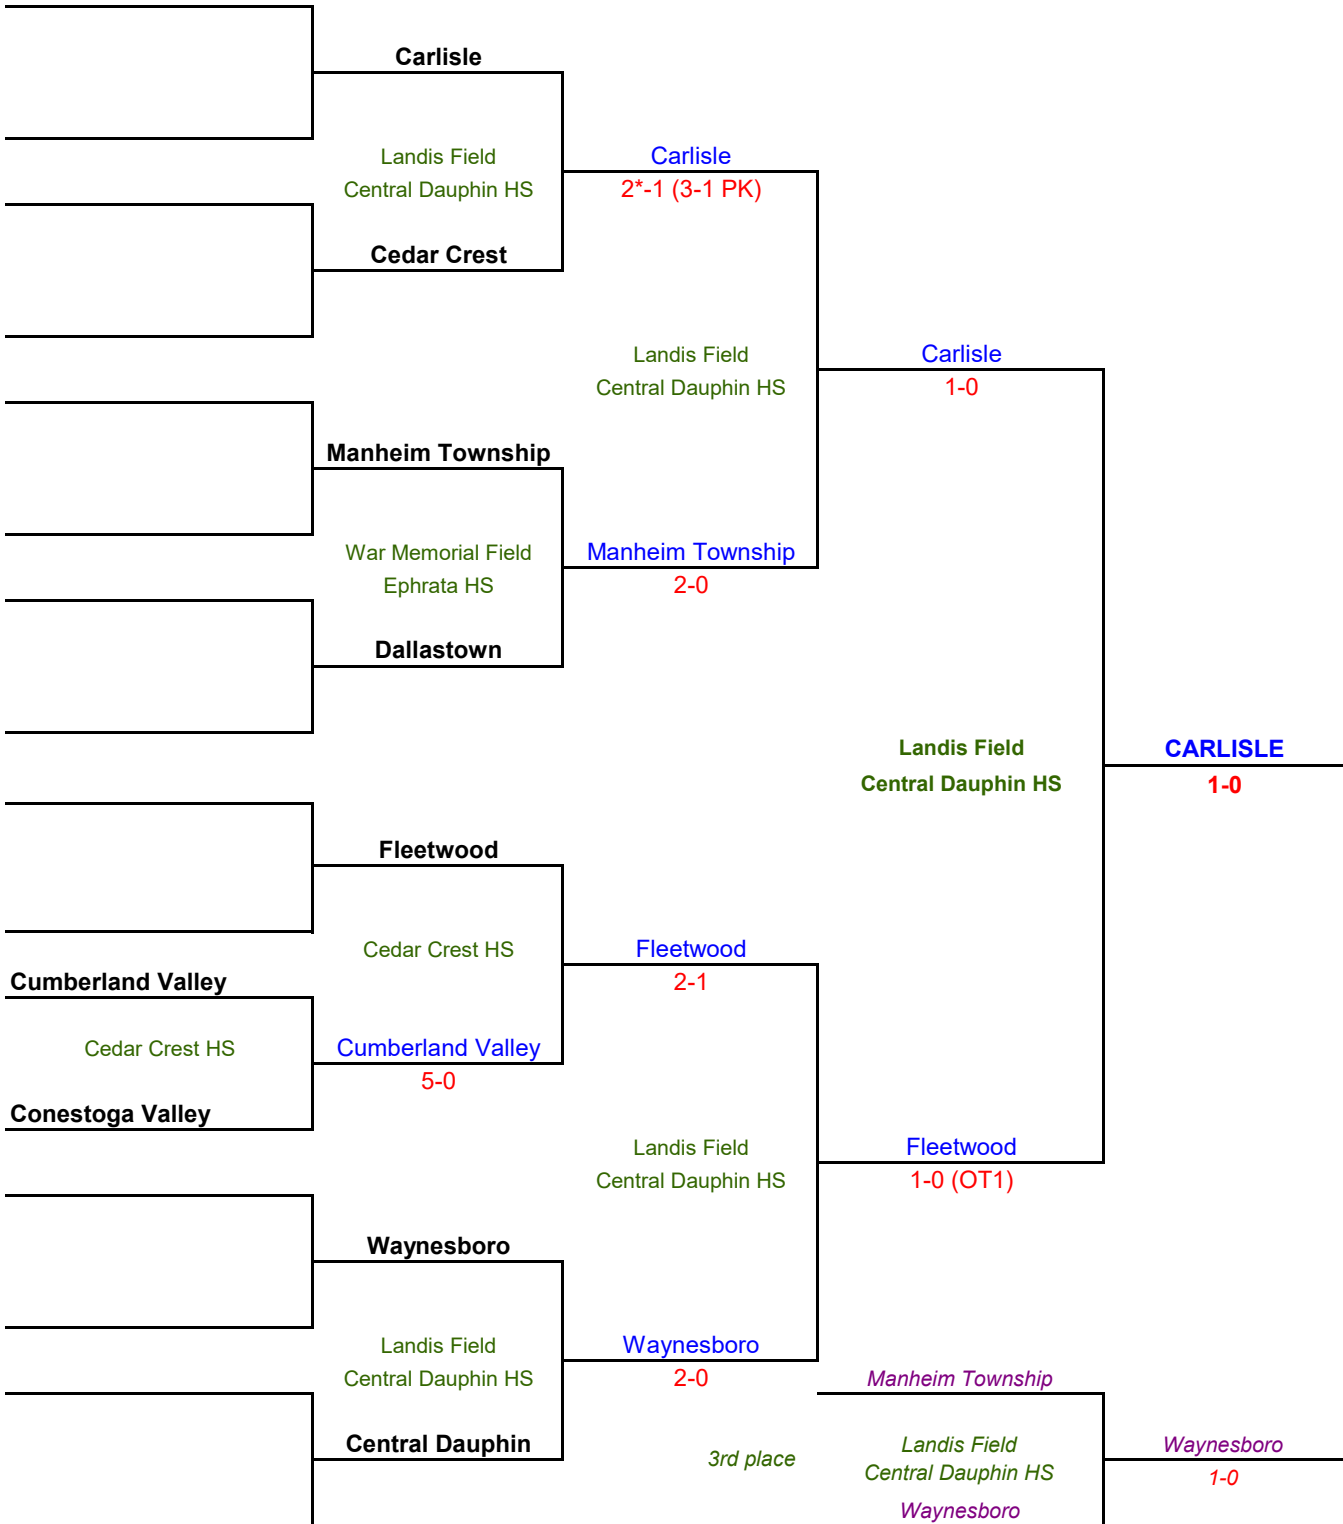 Carlisle
Landis Field
Central Dauphin HS
Carlisle
2*-1 (3-1 PK)
Cedar Crest
Landis Field
Central Dauphin HS
Carlisle
1-0
Manheim Township
War Memorial Field
Ephrata HS
Manheim Township
2-0
Dallastown
Landis Field
Central Dauphin HS
CARLISLE
1-0
Fleetwood
Cedar Crest HS
Fleetwood
2-1
Cumberland Valley
Cedar Crest HS
Cumberland Valley
5-0
Conestoga Valley
Landis Field
Central Dauphin HS
Fleetwood
1-0 (OT1)
Waynesboro
Landis Field
Central Dauphin HS
Waynesboro
2-0
Central Dauphin
Manheim Township
3rd place
Landis Field
Central Dauphin HS
Waynesboro
Waynesboro
1-0